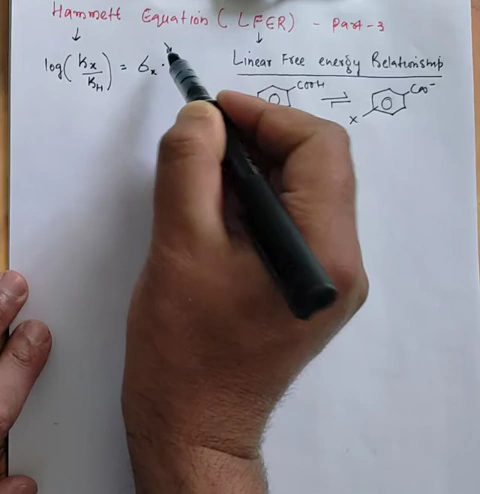 Hammett Equation (LFER) - Part-3
log(Kx/KH) = σx.
Linear Free energy Relationship
COOH ⇌ COO⁻
X